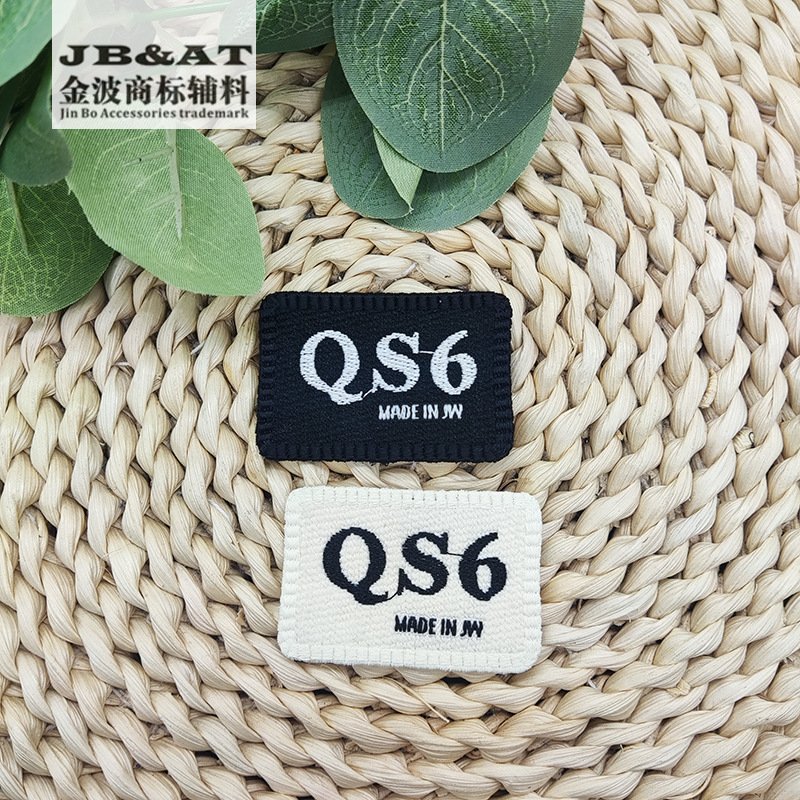 JB&AT
金波商标辅料
Jin Bo Accessories trademark
QS6
MADE IN JW
QS6
MADE IN JW